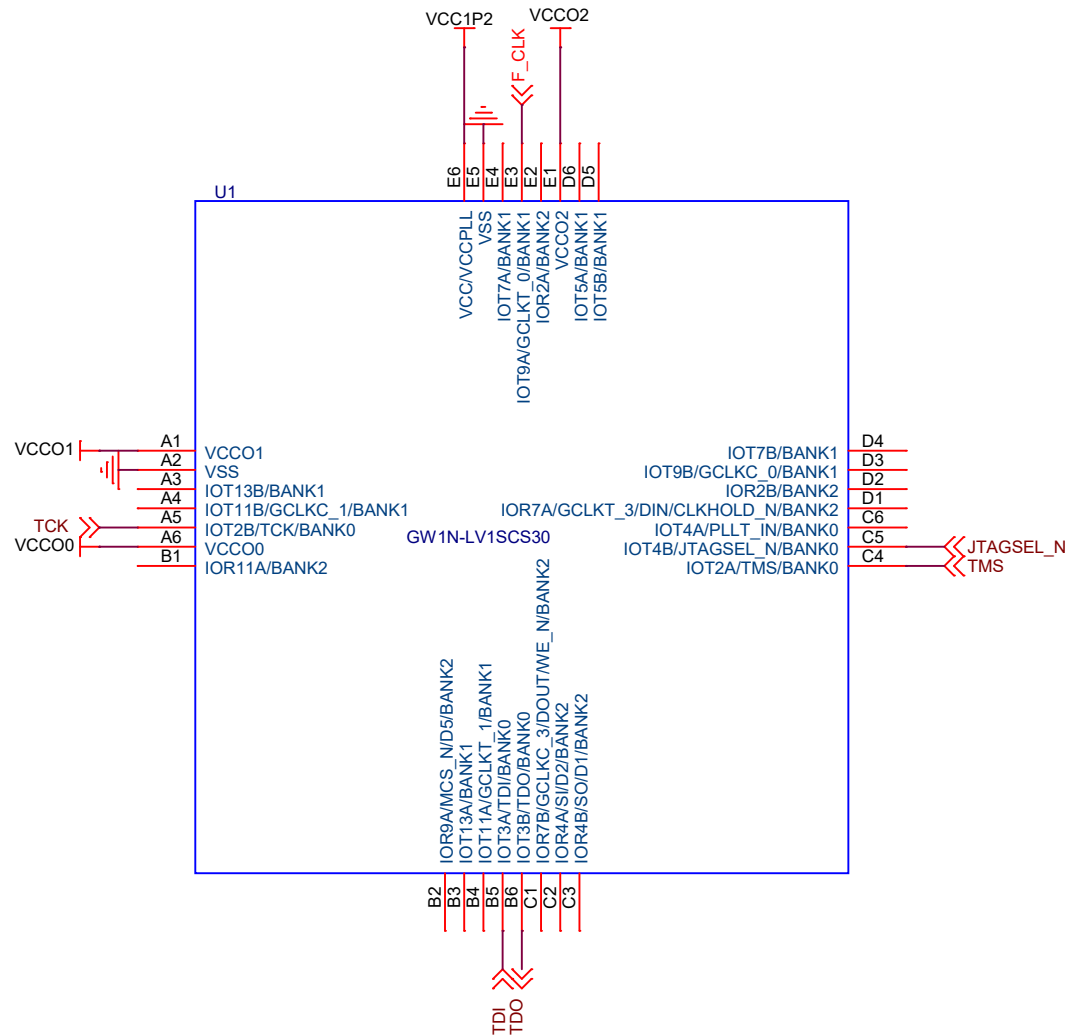 VCC1P2
VCCO2
F_CLK
E6
E5
E4
E3
E2
E1
D6
D5
U1
VCC/VCCPLL
VSS
IOT7A/BANK1
IOT9A/GCLKT_0/BANK1
IOR2A/BANK2
VCCO2
IOT5A/BANK1
IOT5B/BANK1
VCCO1
A1
VCCO1
A2
VSS
A3
IOT13B/BANK1
A4
IOT11B/GCLKC_1/BANK1
TCK
A5
IOT2B/TCK/BANK0
VCCO0
A6
VCCO0
B1
IOR11A/BANK2
GW1N-LV1SCS30
IOT7B/BANK1
D4
IOT9B/GCLKC_0/BANK1
D3
IOR2B/BANK2
D2
IOR7A/GCLKT_3/DIN/CLKHOLD_N/BANK2
D1
IOT4A/PLLT_IN/BANK0
C6
IOT4B/JTAGSEL_N/BANK0
C5
JTAGSEL_N
IOT2A/TMS/BANK0
C4
TMS
IOR9A/MCS_N/D5/BANK2
IOT13A/BANK1
IOT11A/GCLKT_1/BANK1
IOT3A/TDI/BANK0
IOT3B/TDO/BANK0
IOR7B/GCLKC_3/DOUT/WE_N/BANK2
IOR4A/SI/D2/BANK2
IOR4B/SO/D1/BANK2
B2
B3
B4
B5
B6
C1
C2
C3
TDI
TDO